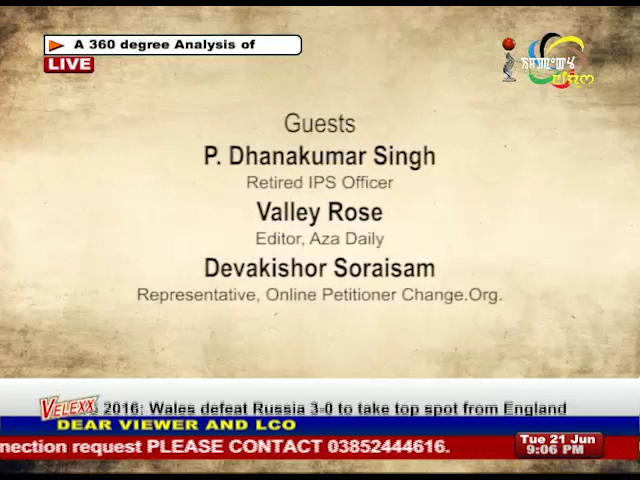 A 360 degree Analysis of
LIVE
Guests
P. Dhanakumar Singh
Retired IPS Officer
Valley Rose
Editor, Aza Daily
Devakishor Soraisam
Representative, Online Petitioner Change.Org.
VELEXX 2016: Wales defeat Russia 3-0 to take top spot from England
DEAR VIEWER AND LCO
nection request PLEASE CONTACT 03852444616.
Tue 21 Jun
9:06 PM